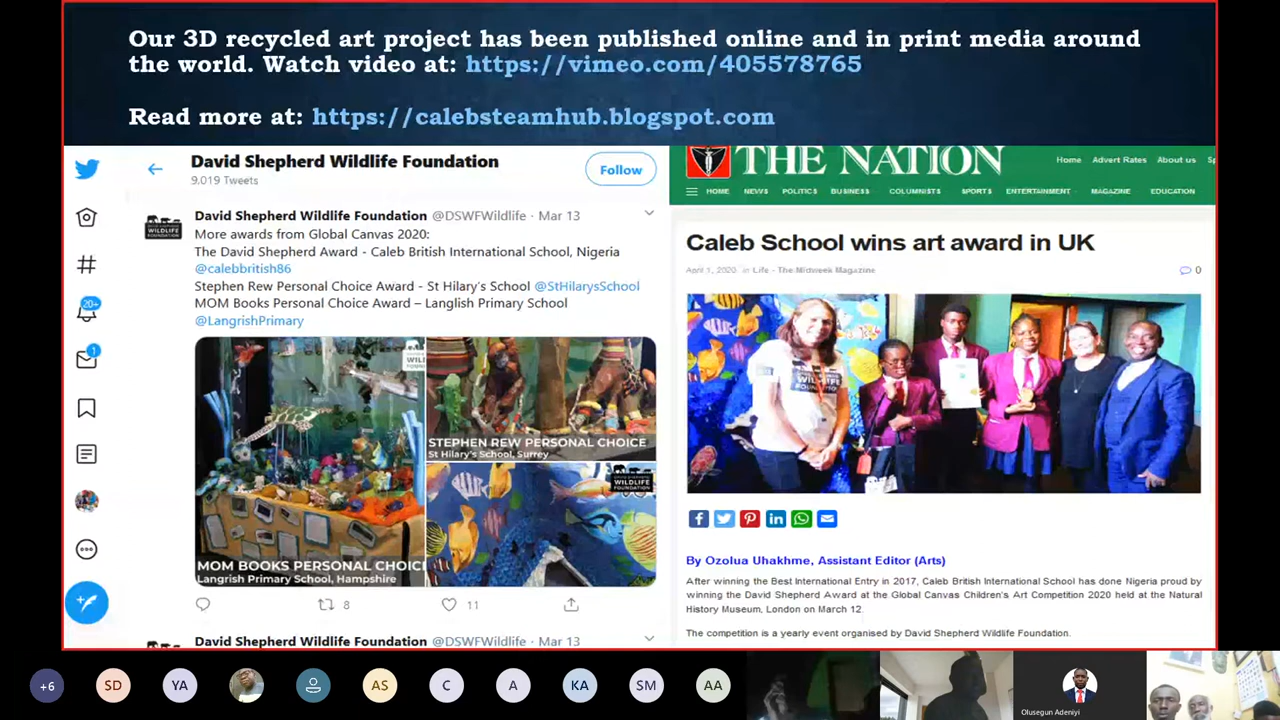 Our 3D recycled art project has been published online and in print media around
the world. Watch video at: https://vimeo.com/405578765
Read more at: https://calebsteamhub.blogspot.com
David Shepherd Wildlife Foundation
9,019 Tweets
Follow
David Shepherd Wildlife Foundation @DSWFWildlife · Mar 13
More awards from Global Canvas 2020:
The David Shepherd Award - Caleb British International School, Nigeria
@calebbritish86
Stephen Rew Personal Choice Award - St Hilary's School @StHilarysSchool
MOM Books Personal Choice Award – Langlish Primary School
@LangrishPrimary
20+
1
STEPHEN REW PERSONAL CHOICE
St Hilary's School, Surrey
WILDLIFE
MOM BOOKS PERSONAL CHOICE
Langrish Primary School, Hampshire
8
11
David Shepherd Wildlife Foundation @DSWFWildlife · Mar 13
THE NATION
Home Advert Rates About us
HOME NEWS POLITICS BUSINESS COLUMNISTS SPORTS ENTERTAINMENT MAGAZINE EDUCATION
Caleb School wins art award in UK
April 1, 2020 in Life - The Midweek Magazine
0
By Ozolua Uhakhme, Assistant Editor (Arts)
After winning the Best International Entry in 2017, Caleb British International School has done Nigeria proud by
winning the David Shepherd Award at the Global Canvas Children's Art Competition 2020 held at the Natural
History Museum, London on March 12.
The competition is a yearly event organised by David Shepherd Wildlife Foundation.
+6
SD
YA
AS
C
A
KA
SM
AA
Olusegun Adeniyi